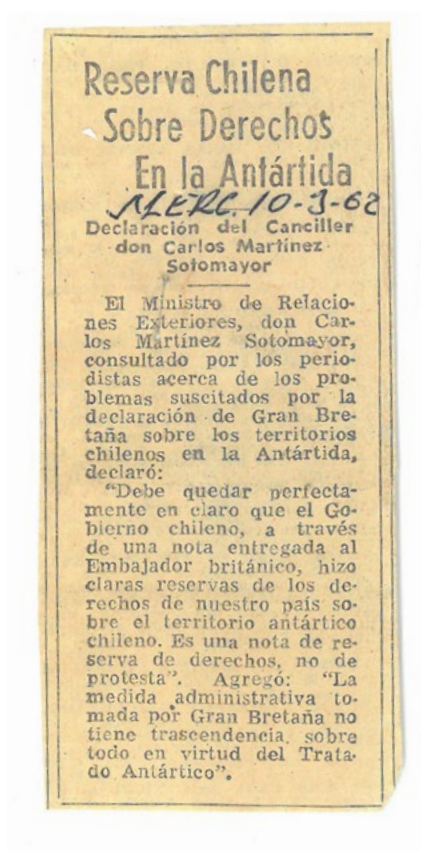 Reserva Chilena
Sobre Derechos
En la Antártida
MERC. 10-3-62
Declaración del Canciller
don Carlos Martínez
Sotomayor
El Ministro de Relacio-
nes Exteriores, don Car-
los Martínez Sotomayor,
consultado por los perio-
distas acerca de los pro-
blemas suscitados por la
declaración de Gran Bre-
taña sobre los territorios
chilenos en la Antártida,
declaró:
"Debe quedar perfecta-
mente en claro que el Go-
bierno chileno, a través
de una nota entregada al
Embajador británico, hizo
claras reservas de los de-
rechos de nuestro país so-
bre el territorio antártico
chileno. Es una nota de re-
serva de derechos, no de
protesta". Agregó: "La
medida administrativa to-
mada por Gran Bretaña no
tiene trascendencia, sobre
todo en virtud del Trata-
do Antártico".